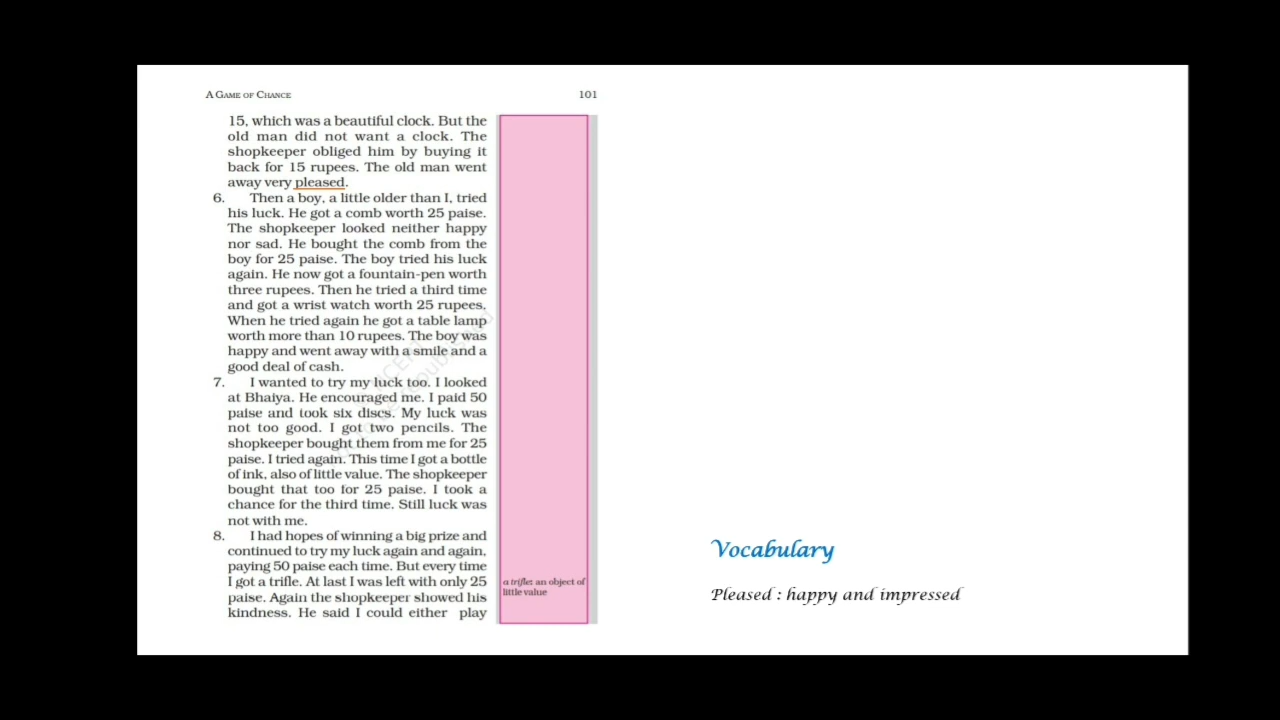 A GAME OF CHANCE 101
15, which was a beautiful clock. But the
old man did not want a clock. The
shopkeeper obliged him by buying it
back for 15 rupees. The old man went
away very pleased.
6. Then a boy, a little older than I, tried
his luck. He got a comb worth 25 paise.
The shopkeeper looked neither happy
nor sad. He bought the comb from the
boy for 25 paise. The boy tried his luck
again. He now got a fountain-pen worth
three rupees. Then he tried a third time
and got a wrist watch worth 25 rupees.
When he tried again he got a table lamp
worth more than 10 rupees. The boy was
happy and went away with a smile and a
good deal of cash.
7. I wanted to try my luck too. I looked
at Bhaiya. He encouraged me. I paid 50
paise and took six discs. My luck was
not too good. I got two pencils. The
shopkeeper bought them from me for 25
paise. I tried again. This time I got a bottle
of ink, also of little value. The shopkeeper
bought that too for 25 paise. I took a
chance for the third time. Still luck was
not with me.
8. I had hopes of winning a big prize and
continued to try my luck again and again,
paying 50 paise each time. But every time
I got a trifle. At last I was left with only 25
paise. Again the shopkeeper showed his
kindness. He said I could either play
a trifle: an object of
little value
Vocabulary
Pleased : happy and impressed